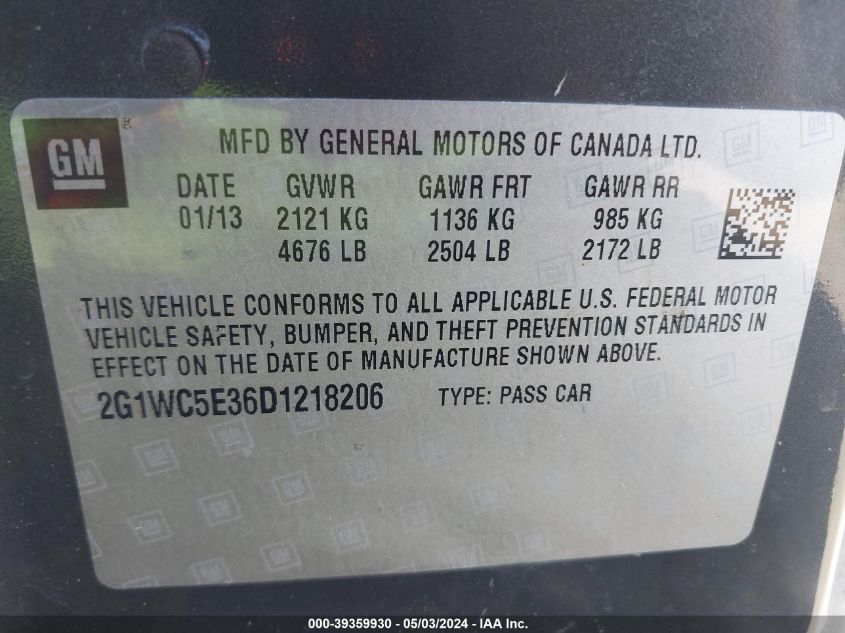 GM
MFD BY GENERAL MOTORS OF CANADA LTD.
DATE GVWR GAWR FRT GAWR RR
01/13 2121 KG 1136 KG 985 KG
4676 LB 2504 LB 2172 LB
THIS VEHICLE CONFORMS TO ALL APPLICABLE U.S. FEDERAL MOTOR
VEHICLE SAFETY, BUMPER, AND THEFT PREVENTION STANDARDS IN
EFFECT ON THE DATE OF MANUFACTURE SHOWN ABOVE.
2G1WC5E36D1218206 TYPE: PASS CAR
000-39359930 - 05/03/2024 - IAA Inc.